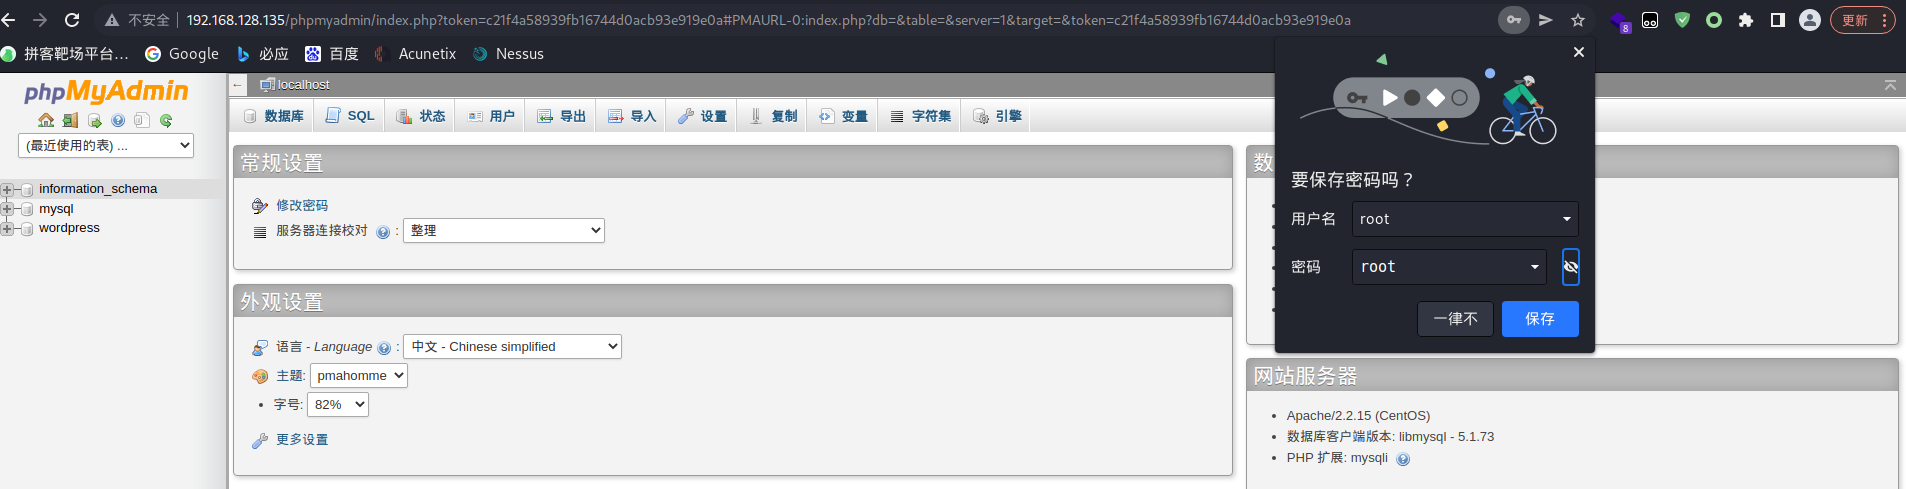 不安全 | 192.168.128.135/phpmyadmin/index.php?token=c21f4a58939fb16744d0acb93e919e0a#PMAURL-0:index.php?db=&table=&server=1&target=&token=c21f4a58939fb16744d0acb93e919e0a
8
更新
拼客靶场平台... Google 必应 百度 Acunetix Nessus
phpMyAdmin
(最近使用的表) ...
information_schema
mysql
wordpress
localhost
数据库 SQL 状态 用户 导出 导入 设置 复制 变量 字符集 引擎
常规设置
修改密码
服务器连接校对 : 整理
外观设置
语言 - Language : 中文 - Chinese simplified
主题: pmahomme
• 字号: 82%
更多设置
要保存密码吗？
用户名 root
密码 root
一律不 保存
数
网站服务器
• Apache/2.2.15 (CentOS)
• 数据库客户端版本: libmysql - 5.1.73
• PHP 扩展: mysqli